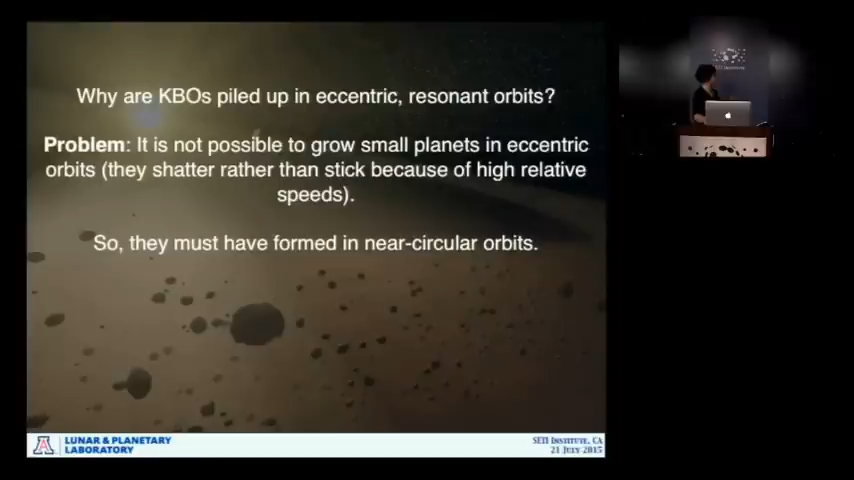 Why are KBOs piled up in eccentric, resonant orbits?
Problem: It is not possible to grow small planets in eccentric
orbits (they shatter rather than stick because of high relative
speeds).
So, they must have formed in near-circular orbits.
A
LUNAR & PLANETARY
LABORATORY
SETI INSTITUTE, CA
21 JULY 2015
SETI Institute